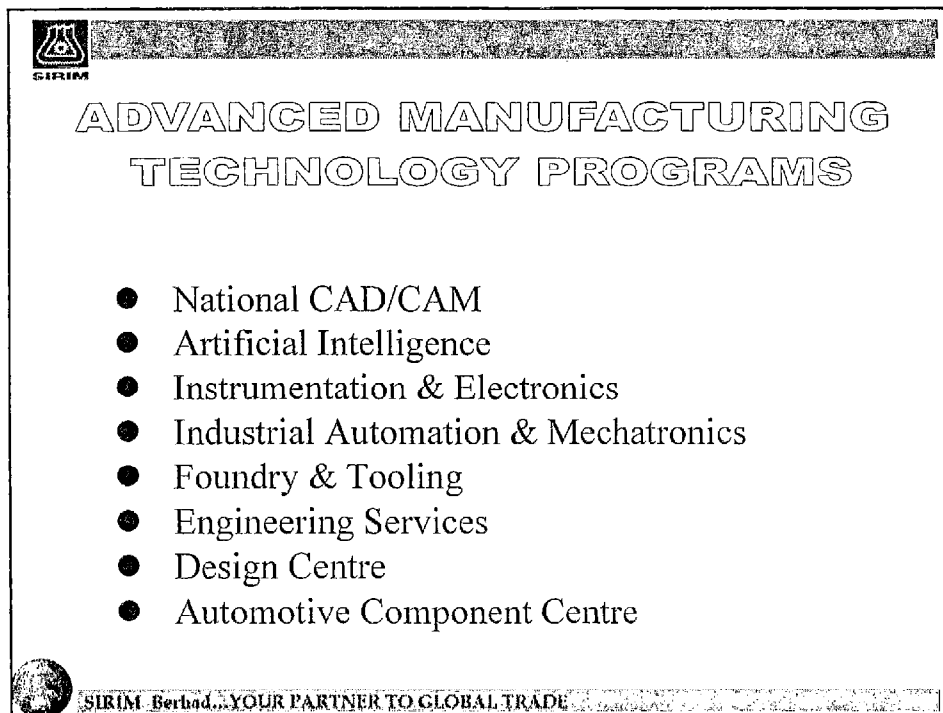 SIRIM
ADVANCED MANUFACTURING
TECHNOLOGY PROGRAMS
● National CAD/CAM
● Artificial Intelligence
● Instrumentation & Electronics
● Industrial Automation & Mechatronics
● Foundry & Tooling
● Engineering Services
● Design Centre
● Automotive Component Centre
SIRIM Berhad...YOUR PARTNER TO GLOBAL TRADE